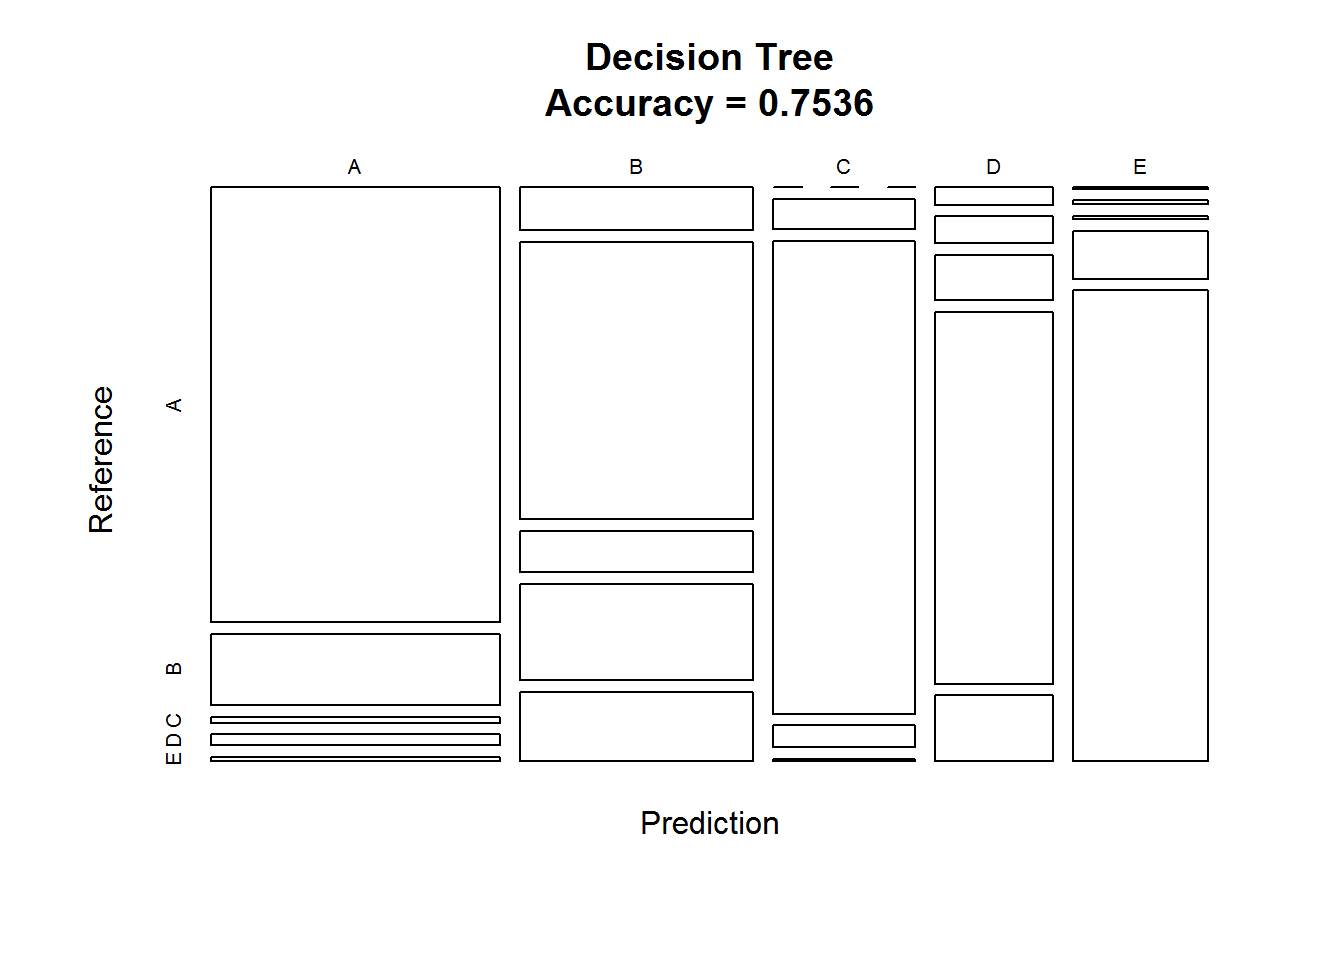 Decision Tree
Accuracy = 0.7536
A B C D E
Reference
A
B
C
D
E
Prediction